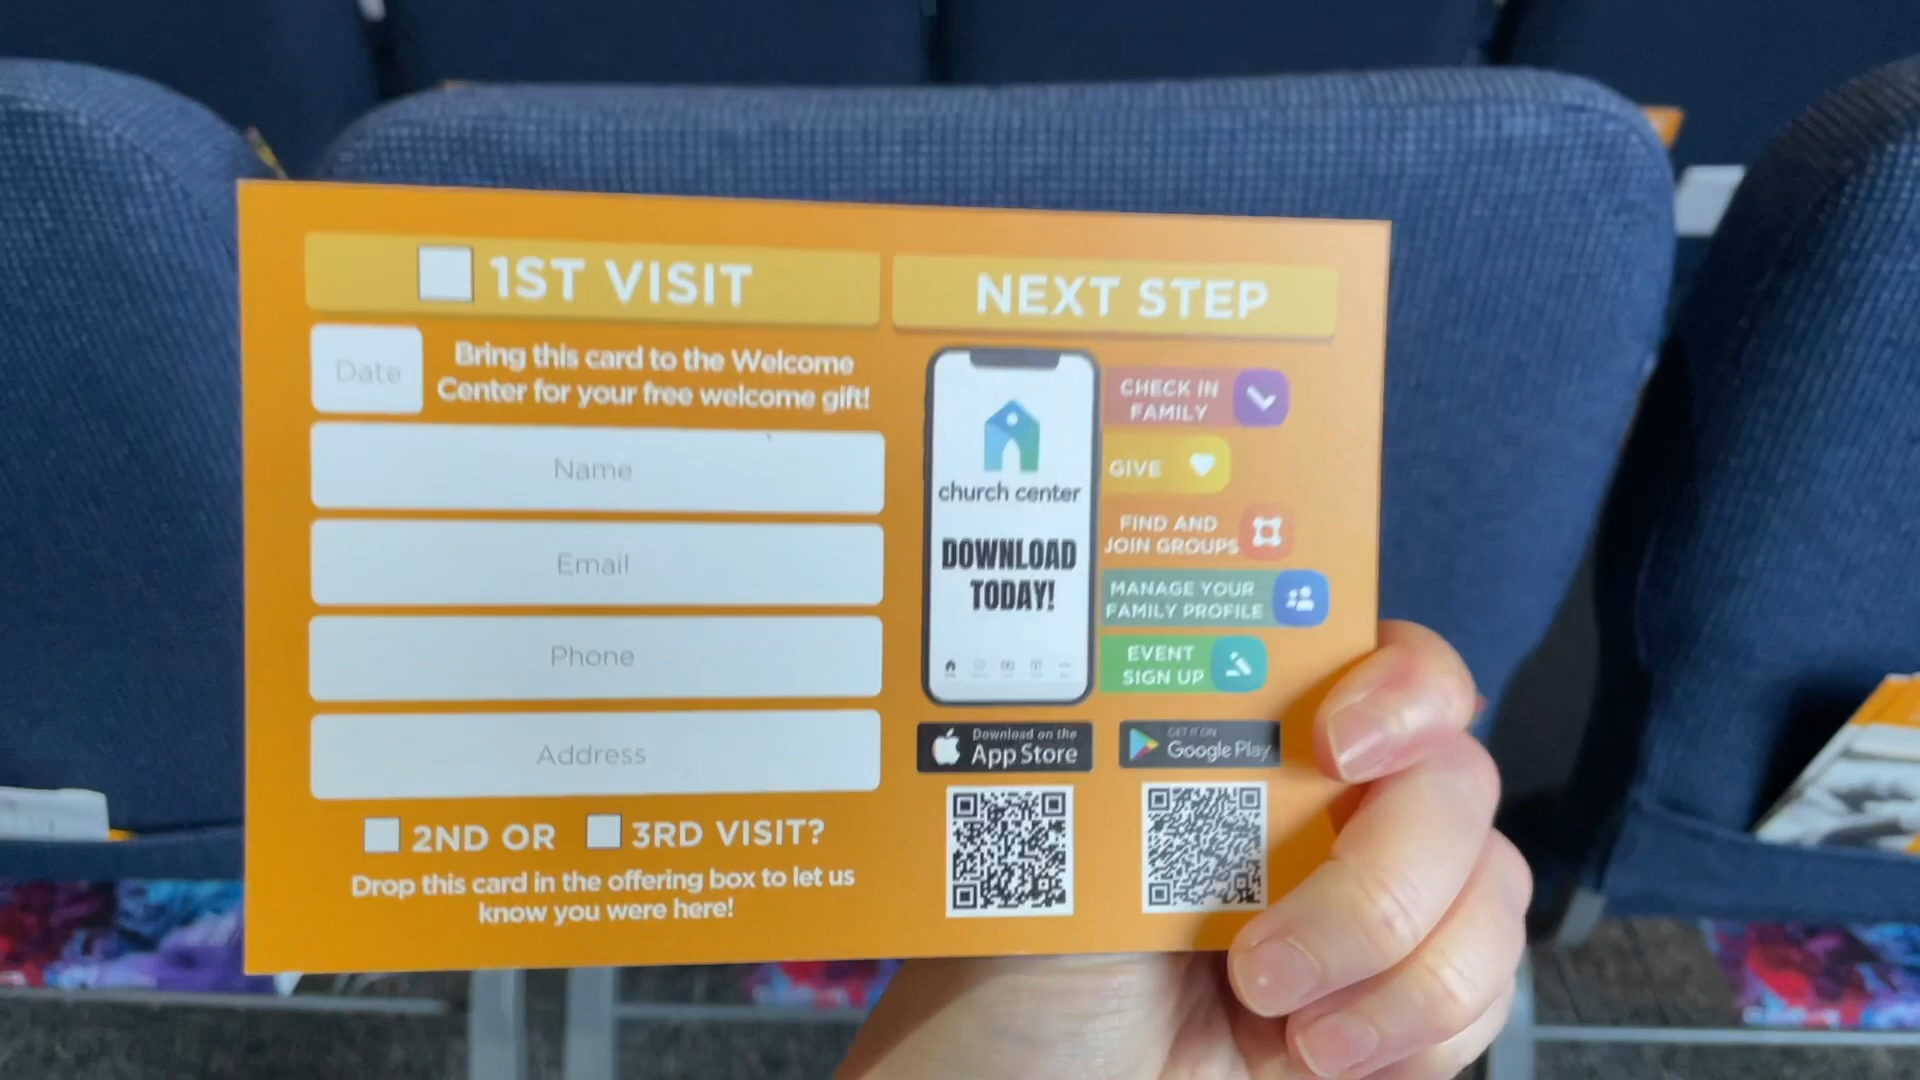 1ST VISIT
Date
Bring this card to the Welcome
Center for your free welcome gift!
Name
Email
Phone
Address
2ND OR 3RD VISIT?
Drop this card in the offering box to let us
know you were here!
NEXT STEP
church center
DOWNLOAD
TODAY!
CHECK IN
FAMILY
GIVE
FIND AND
JOIN GROUPS
MANAGE YOUR
FAMILY PROFILE
EVENT
SIGN UP
Download on the
App Store
GET IT ON
Google Play